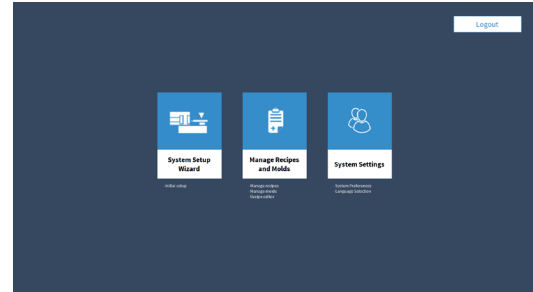 Logout
System Setup
Wizard
Manage Recipes
and Molds
System Settings
- Initial setup
- Manage recipes
- Manage molds
- Recipe editor
- System Preferences
- Language Selection